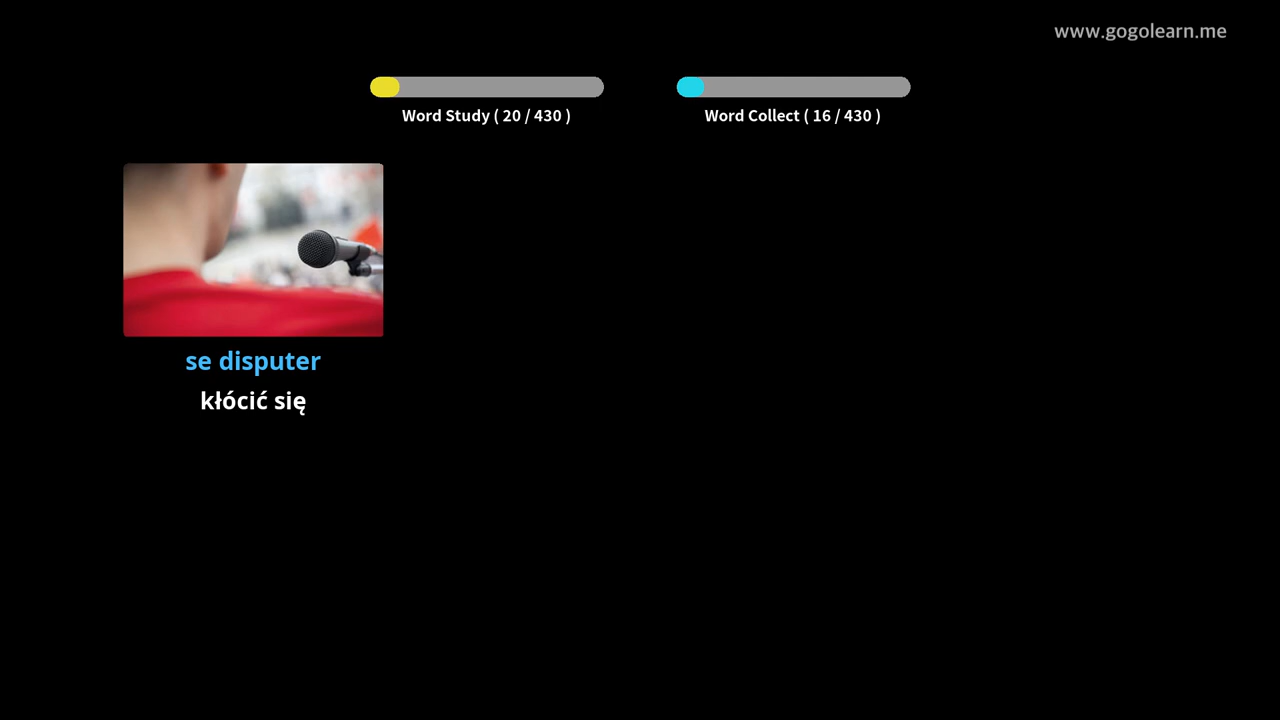 www.gogolearn.me
Word Study ( 20 / 430 )
Word Collect ( 16 / 430 )
se disputer
kłócić się